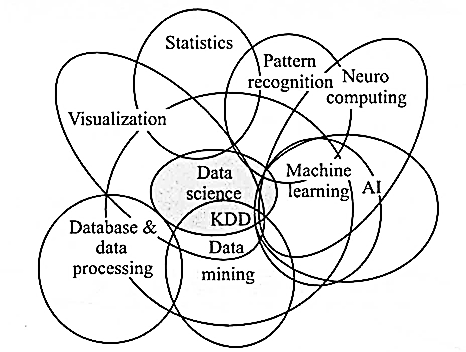 Statistics
Pattern
recognition
Neuro
computing
Visualization
Data
science
Machine
learning
AI
KDD
Database &
data
processing
Data
mining